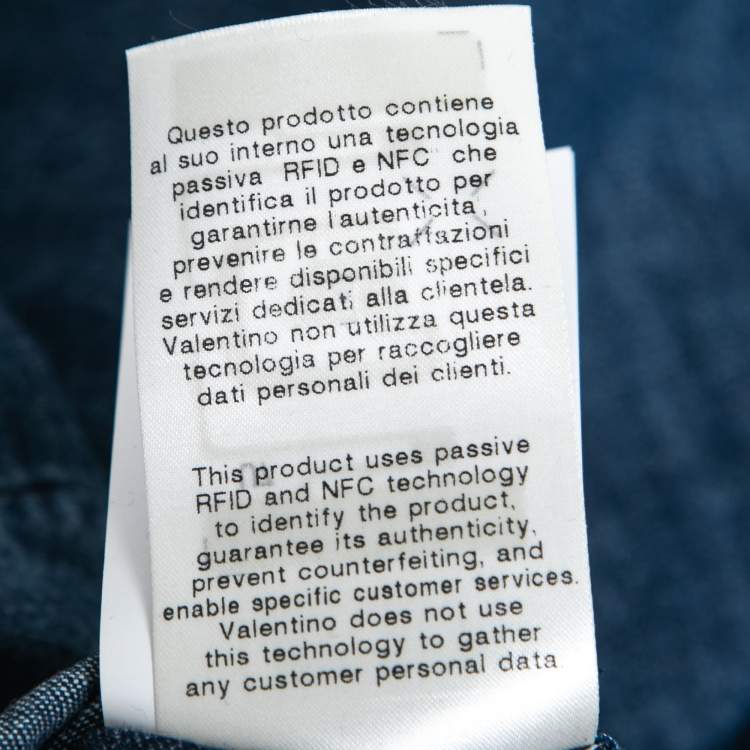 Questo prodotto contiene
al suo interno una tecnologia
passiva RFID e NFC che
identifica il prodotto per
garantirne l'autenticità,
prevenire le contraffazioni
e rendere disponibili specifici
servizi dedicati alla clientela.
Valentino non utilizza questa
tecnologia per raccogliere
dati personali dei clienti.
This product uses passive
RFID and NFC technology
to identify the product,
guarantee its authenticity,
prevent counterfeiting, and
enable specific customer services.
Valentino does not use
this technology to gather
any customer personal data.